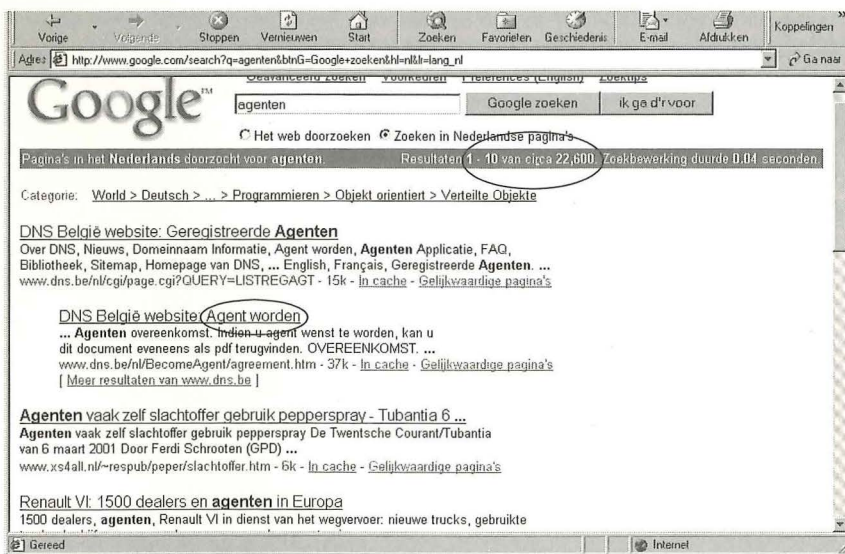 Vorige Volgende Stoppen Vernieuwen Start Zoeken Favorieten Geschiedenis E-mail Afdrukken Koppelingen »
Adres http://www.google.com/search?q=agenten&btnG=Google+zoeken&hl=nl&lr=lang_nl Ga naar
Geavanceerd zoeken Voorkeuren Preferences (English) Zoektips
Google™ agenten Google zoeken ik ga d'r voor
Het web doorzoeken Zoeken in Nederlandse pagina's
Pagina's in het Nederlands doorzocht voor agenten. Resultaten 1 - 10 van circa 22,600. Zoekbewerking duurde 0.04 seconden.
Categorie: World > Deutsch > ... > Programmieren > Objekt orientiert > Verteilte Objekte
DNS België website: Geregistreerde Agenten
Over DNS, Nieuws, Domeinnaam Informatie, Agent worden, Agenten Applicatie, FAQ,
Bibliotheek, Sitemap, Homepage van DNS, ... English, Français, Geregistreerde Agenten. ...
www.dns.be/nl/cgi/page.cgi?QUERY=LISTREGAGT - 15k - In cache - Gelijkwaardige pagina's
DNS België website: Agent worden
... Agenten overeenkomst. Indien u agent wenst te worden, kan u
dit document eveneens als pdf terugvinden. OVEREENKOMST. ...
www.dns.be/nl/BecomeAgent/agreement.htm - 37k - In cache - Gelijkwaardige pagina's
[ Meer resultaten van www.dns.be ]
Agenten vaak zelf slachtoffer gebruik pepperspray - Tubantia 6 ...
Agenten vaak zelf slachtoffer gebruik pepperspray De Twentsche Courant/Tubantia
van 6 maart 2001 Door Ferdi Schrooten (GPD) ...
www.xs4all.nl/~respub/peper/slachtoffer.htm - 6k - In cache - Gelijkwaardige pagina's
Renault VI: 1500 dealers en agenten in Europa
1500 dealers, agenten, Renault VI in dienst van het wegvervoer: nieuwe trucks, gebruikte
Gereed Internet